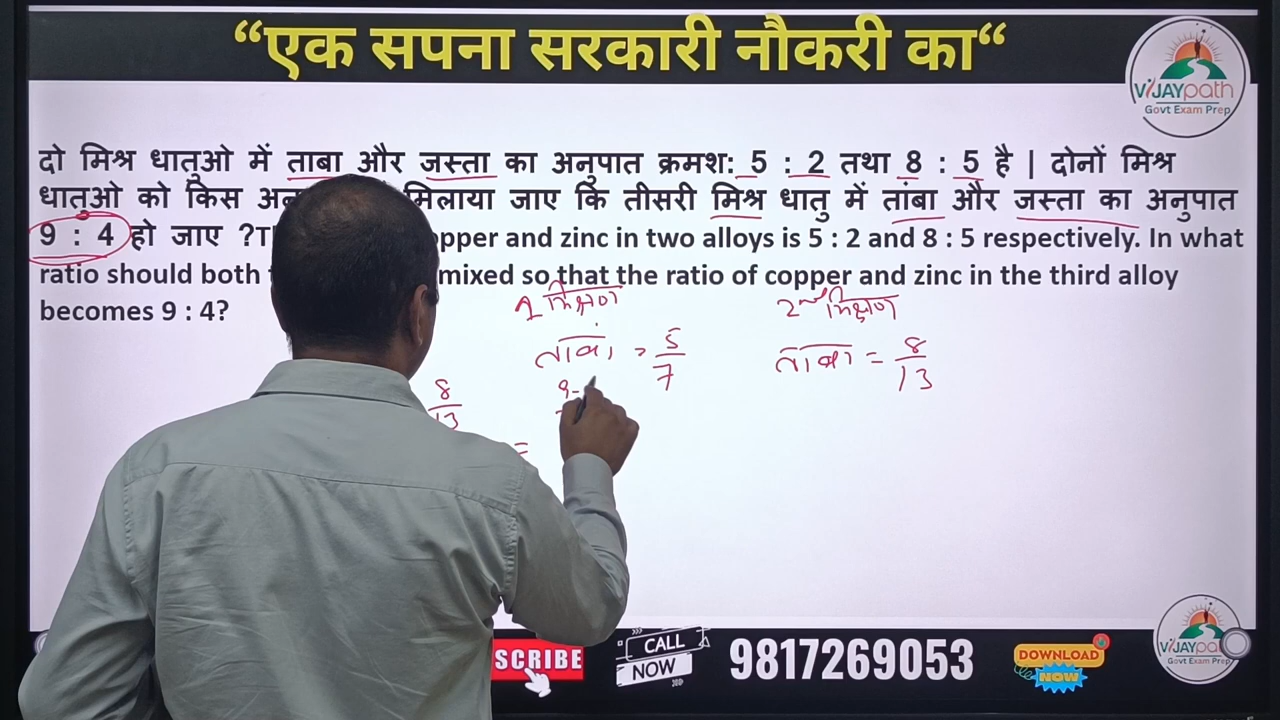 “एक सपना सरकारी नौकरी का“
ViJAYpath
Govt Exam Prep
दो मिश्र धातुओ में ताबा और जस्ता का अनुपात क्रमश: 5 : 2 तथा 8 : 5 है | दोनों मिश्र
धातुओ को किस मिलाया जाए कि तीसरी मिश्र धातु में तांबा और जस्ता का अनुपात
9 : 4 हो जाए ?
copper and zinc in two alloys is 5 : 2 and 8 : 5 respectively. In what
ratio should both mixed so that the ratio of copper and zinc in the third alloy
becomes 9 : 4?
1 मिश्रण
2nd मिश्रण
5/7
ताबा = 8/13
8/13
=
SCRIBE
CALL
NOW
9817269053
DOWNLOAD
NOW
ViJAYpath
Govt Exam Prep